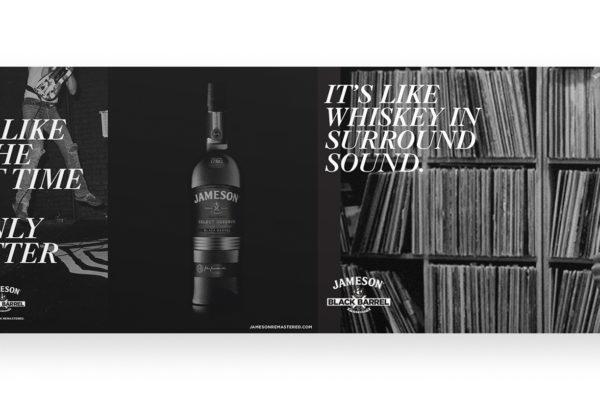 LIKE
HE
T TIME
NLY
TTER
JAMESON
BLACK BARREL
REMASTERED
JAMESON
SELECT RESERVE
BLACK BARREL
JAMESONREMASTERED.COM
IT'S LIKE
WHISKEY IN
SURROUND
SOUND.
JAMESON
BLACK BARREL